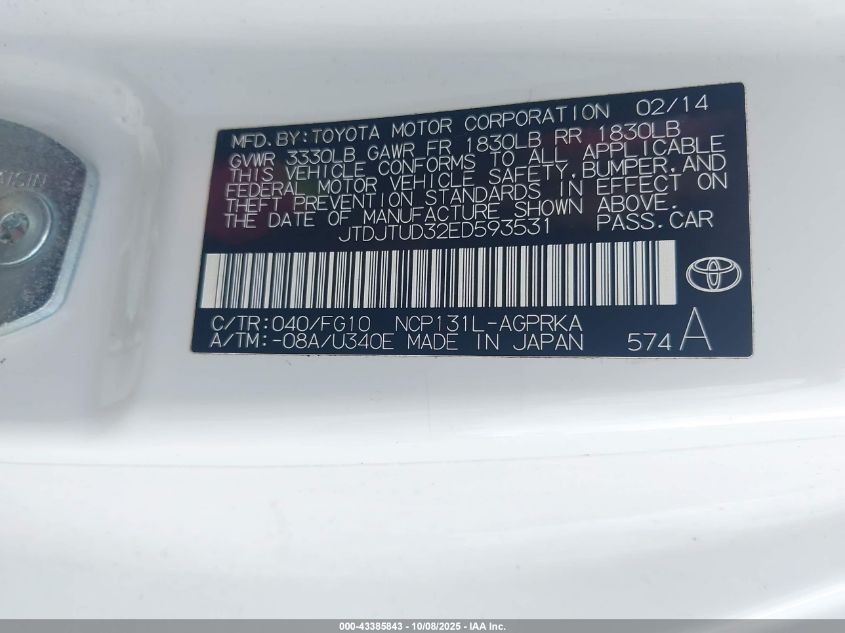 AISIN
MFD. BY: TOYOTA MOTOR CORPORATION 02/14
GVWR 3330LB GAWR FR 1830LB RR 1830LB
THIS VEHICLE CONFORMS TO ALL APPLICABLE
FEDERAL MOTOR VEHICLE SAFETY, BUMPER, AND
THEFT PREVENTION STANDARDS IN EFFECT ON
THE DATE OF MANUFACTURE SHOWN ABOVE.
JTDJTUD32ED593531 PASS. CAR
C/TR: 040/FG10 NCP131L-AGPRKA
A/TM: -08A/U340E MADE IN JAPAN 574 A
000-43385843 - 10/08/2025 - IAA Inc.